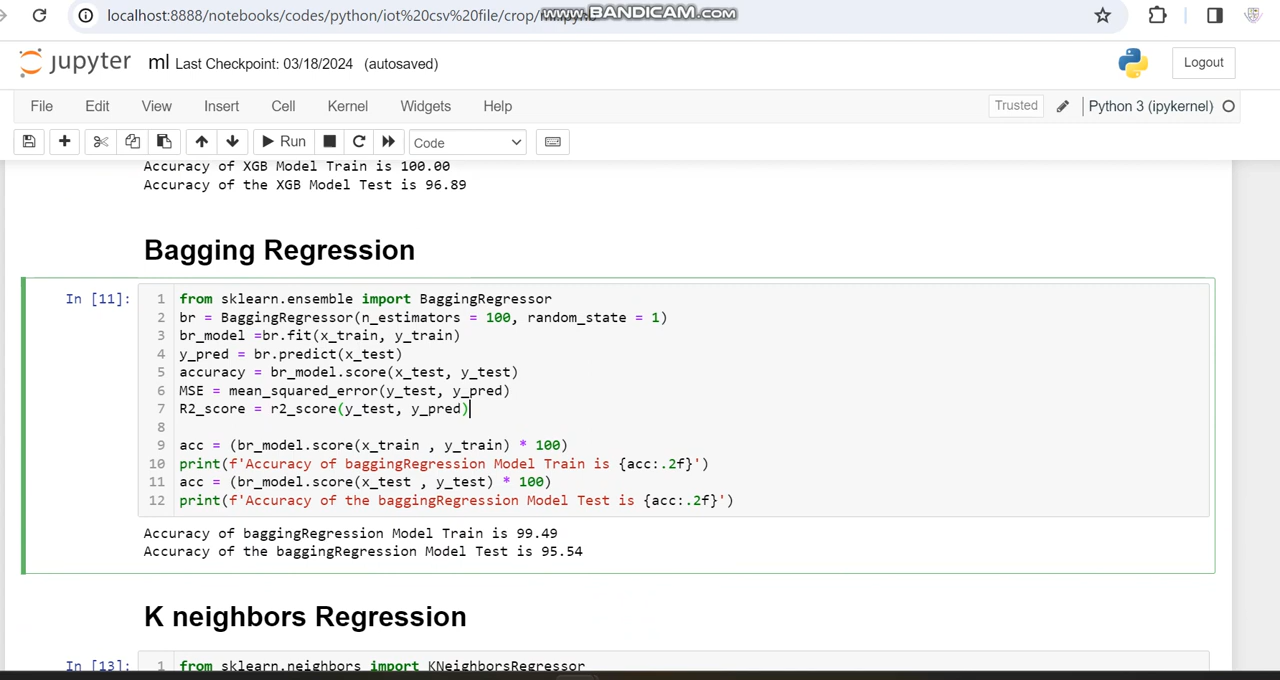 localhost:8888/notebooks/codes/python/iot%20csv%20file/crop/
www.BANDICAM.com
jupyter ml Last Checkpoint: 03/18/2024 (autosaved)
Logout
File Edit View Insert Cell Kernel Widgets Help
Trusted Python 3 (ipykernel)
Run Code
Accuracy of XGB Model Train is 100.00
Accuracy of the XGB Model Test is 96.89
Bagging Regression
In [11]:
1 from sklearn.ensemble import BaggingRegressor
2 br = BaggingRegressor(n_estimators = 100, random_state = 1)
3 br_model =br.fit(x_train, y_train)
4 y_pred = br.predict(x_test)
5 accuracy = br_model.score(x_test, y_test)
6 MSE = mean_squared_error(y_test, y_pred)
7 R2_score = r2_score(y_test, y_pred)
8
9 acc = (br_model.score(x_train , y_train) * 100)
10 print(f'Accuracy of baggingRegression Model Train is {acc:.2f}')
11 acc = (br_model.score(x_test , y_test) * 100)
12 print(f'Accuracy of the baggingRegression Model Test is {acc:.2f}')
Accuracy of baggingRegression Model Train is 99.49
Accuracy of the baggingRegression Model Test is 95.54
K neighbors Regression
In [13]:
1 from sklearn.neighbors import KNeighborsRegressor